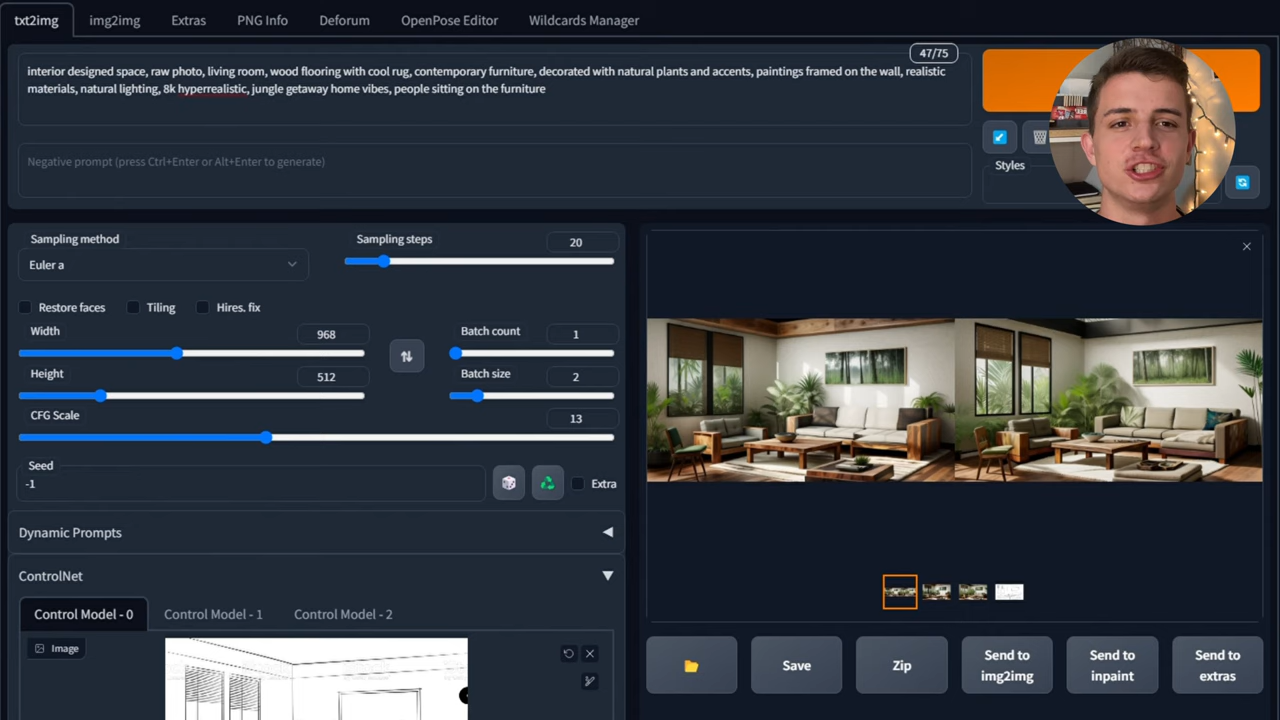 txt2img
img2img
Extras
PNG Info
Deforum
OpenPose Editor
Wildcards Manager
47/75
interior designed space, raw photo, living room, wood flooring with cool rug, contemporary furniture, decorated with natural plants and accents, paintings framed on the wall, realistic
materials, natural lighting, 8k hyperrealistic, jungle getaway home vibes, people sitting on the furniture
Negative prompt (press Ctrl+Enter or Alt+Enter to generate)
Styles
Sampling method
Euler a
Sampling steps
20
Restore faces
Tiling
Hires. fix
Width
968
Height
512
Batch count
1
Batch size
2
CFG Scale
13
Seed
-1
Extra
Dynamic Prompts
ControlNet
Control Model - 0
Control Model - 1
Control Model - 2
Image
Save
Zip
Send to
img2img
Send to
inpaint
Send to
extras